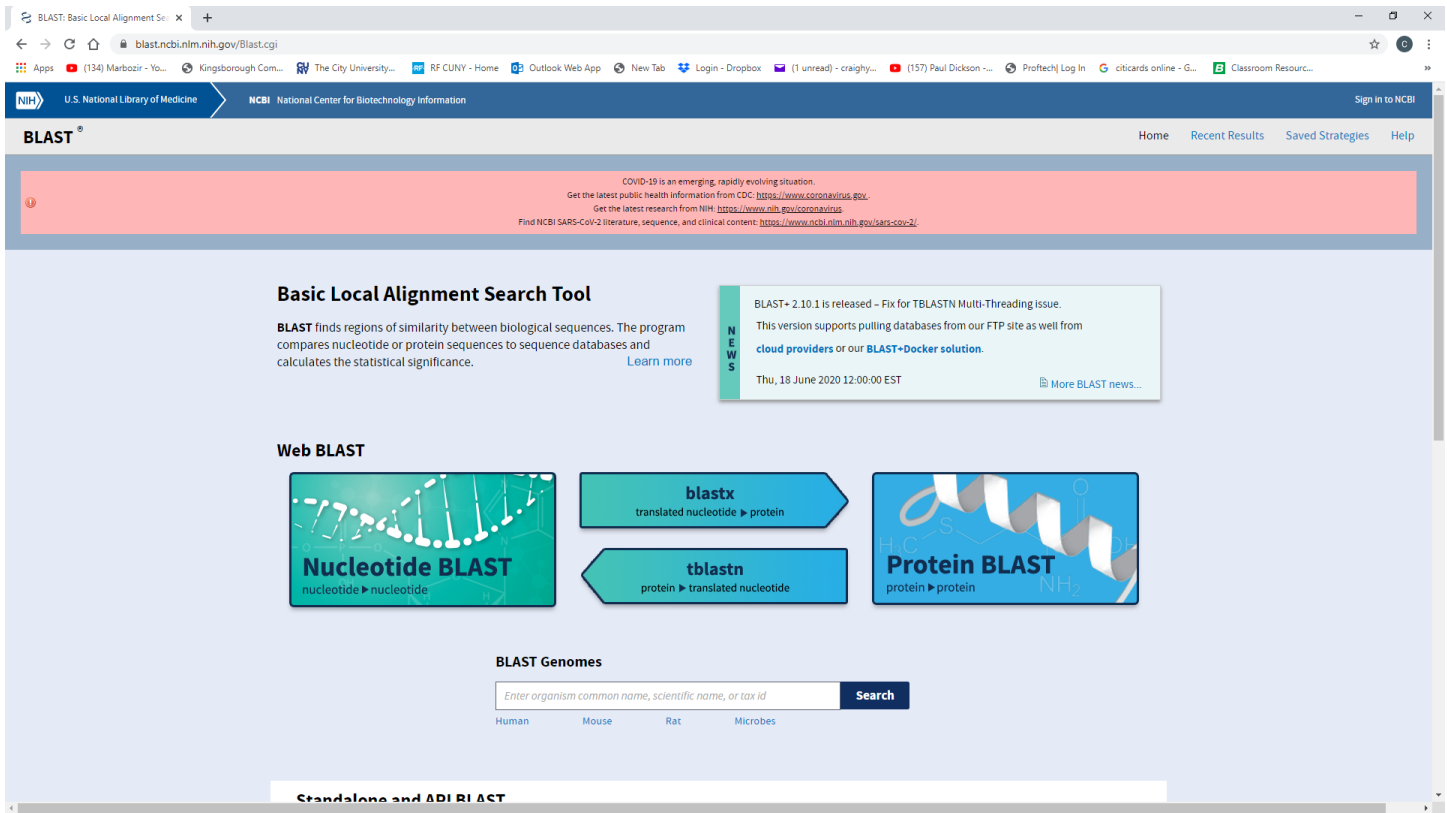 BLAST: Basic Local Alignment Sea
blast.ncbi.nlm.nih.gov/Blast.cgi
C
Apps (134) Marbozir - Yo... Kingsborough Com... The City University... RF CUNY - Home Outlook Web App New Tab Login - Dropbox (1 unread) - craighy... (157) Paul Dickson -... Proftech| Log In citicards online - G... Classroom Resourc... »
NIH U.S. National Library of Medicine NCBI National Center for Biotechnology Information Sign in to NCBI
BLAST ® Home Recent Results Saved Strategies Help
COVID-19 is an emerging, rapidly evolving situation.
Get the latest public health information from CDC: https://www.coronavirus.gov .
Get the latest research from NIH: https://www.nih.gov/coronavirus.
Find NCBI SARS-CoV-2 literature, sequence, and clinical content: https://www.ncbi.nlm.nih.gov/sars-cov-2/.
Basic Local Alignment Search Tool
BLAST finds regions of similarity between biological sequences. The program
compares nucleotide or protein sequences to sequence databases and
calculates the statistical significance. Learn more
NEWS
BLAST+ 2.10.1 is released – Fix for TBLASTN Multi-Threading issue.
This version supports pulling databases from our FTP site as well from
cloud providers or our BLAST+Docker solution.
Thu, 18 June 2020 12:00:00 EST
More BLAST news...
Web BLAST
Nucleotide BLAST
nucleotide ▶ nucleotide
blastx
translated nucleotide ▶ protein
tblastn
protein ▶ translated nucleotide
Protein BLAST
protein ▶ protein
BLAST Genomes
Enter organism common name, scientific name, or tax id Search
Human Mouse Rat Microbes
Standalone and API BLAST